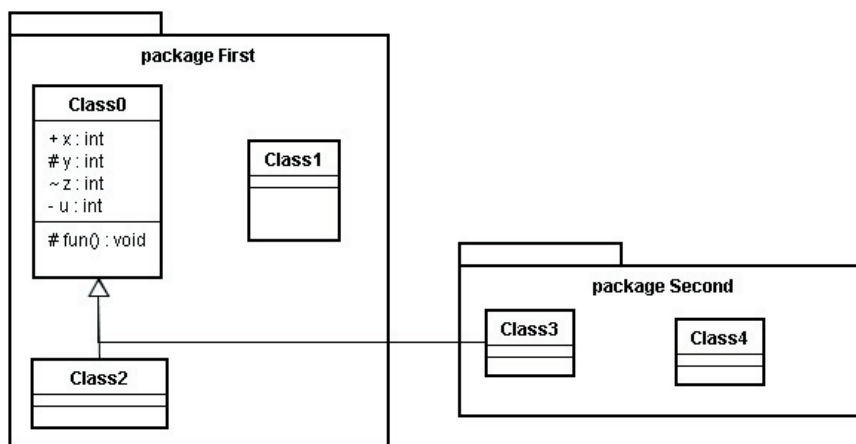 package First
Class0
+ x : int
# y : int
~ z : int
- u : int
# fun() : void
Class1
Class2
package Second
Class3
Class4